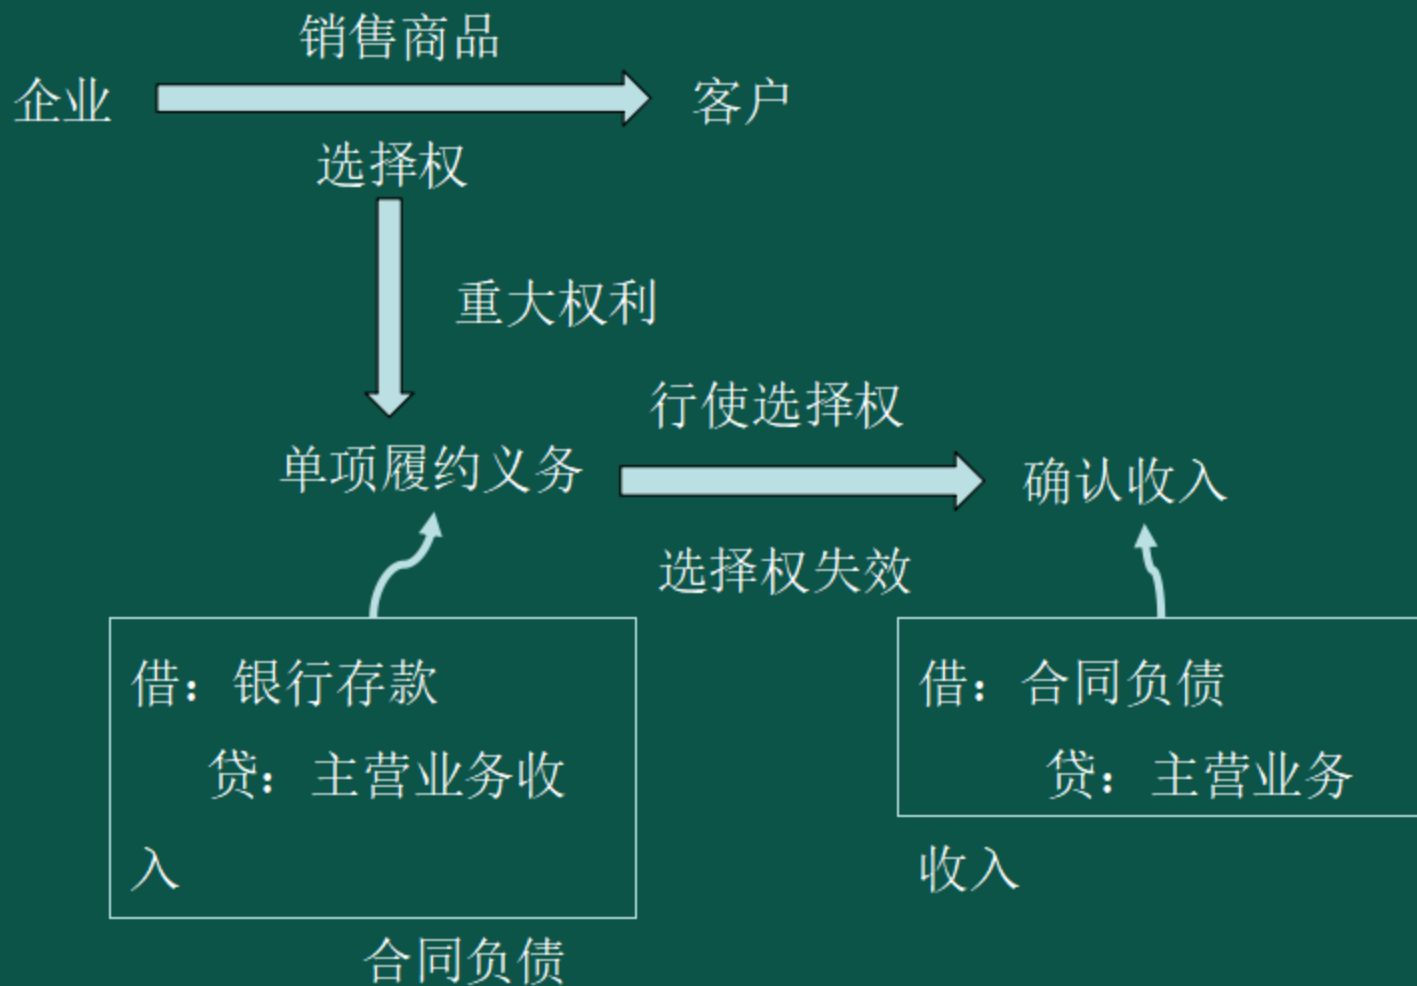 销售商品
企业
客户
选择权
重大权利
行使选择权
单项履约义务
确认收入
选择权失效
借：银行存款
贷：主营业务收
入
合同负债
借：合同负债
贷：主营业务
收入